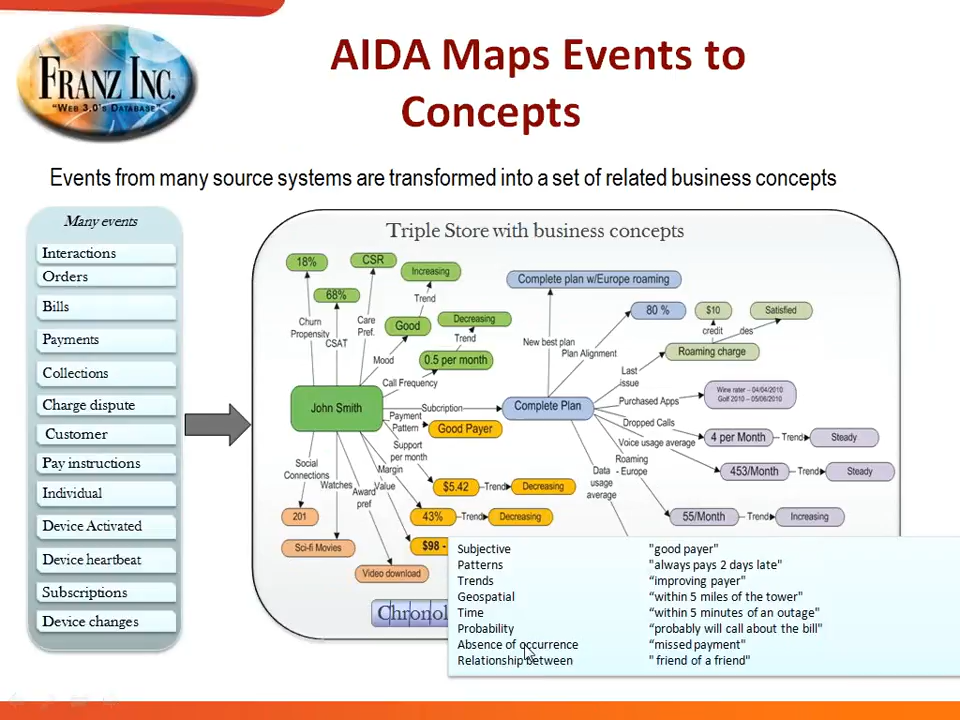 FRANZ INC.
"WEB 3.0'S DATABASE"
AIDA Maps Events to
Concepts
Events from many source systems are transformed into a set of related business concepts
Many events
Interactions
Orders
Bills
Payments
Collections
Charge dispute
Customer
Pay instructions
Individual
Device Activated
Device heartbeat
Subscriptions
Device changes
Triple Store with business concepts
18%
CSR
68%
Increasing
Trend
Churn
Propensity
CSAT
Care
Pref.
Good
Mood
Decreasing
Trend
0.5 per month
Call Frequency
John Smith
Subcription
Payment
Pattern
Good Payer
Support
per month
Margin
Value
$5.42
Trend
Decreasing
43%
Trend
Decreasing
$98 -
Social
Connections
201
Watches
Sci-fi Movies
Award
pref
Video download
Chronol
Complete plan w/Europe roaming
New best plan
80 %
Plan Alignment
$10
credit
Satisfied
des
Roaming charge
Last
issue
Complete Plan
Purchased Apps
Wine rater – 04/04/2010
Golf 2010 – 05/06/2010
Dropped Calls
4 per Month
Trend
Steady
Voice usage average
453/Month
Trend
Steady
Roaming
- Europe
55/Month
Trend
Increasing
Data
usage
average
Subjective "good payer"
Patterns "always pays 2 days late"
Trends “improving payer"
Geospatial “within 5 miles of the tower"
Time “within 5 minutes of an outage"
Probability “probably will call about the bill"
Absence of occurrence “missed payment"
Relationship between " friend of a friend"